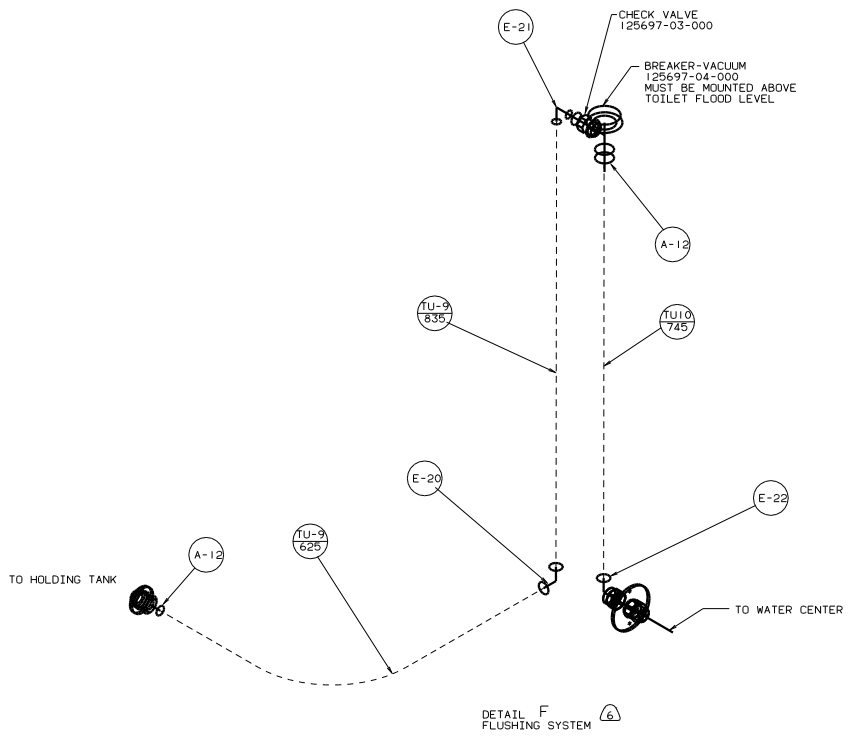 E-21
CHECK VALVE
125697-03-000
BREAKER-VACUUM
125697-04-000
MUST BE MOUNTED ABOVE
TOILET FLOOD LEVEL
A-12
TU-9
835
TU10
745
E-20
E-22
TU-9
625
A-12
TO HOLDING TANK
TO WATER CENTER
DETAIL F
FLUSHING SYSTEM
6